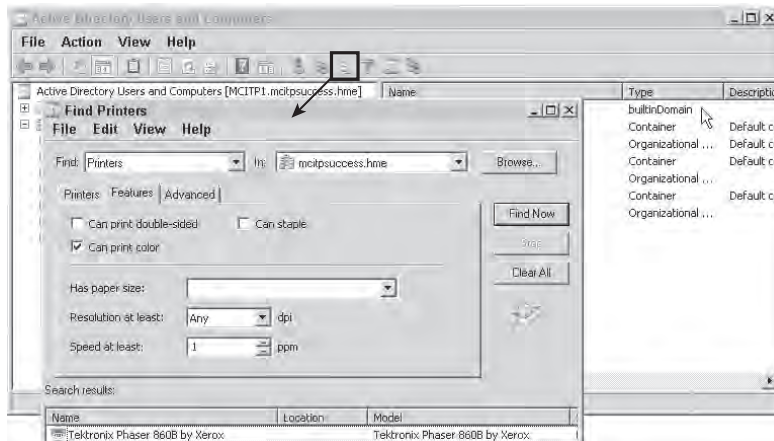 Active Directory Users and Computers
File Action View Help
Active Directory Users and Computers [MCITP1.mcitpsuccess.hme]
Name
Type
Descriptio
builtinDomain
Container
Default c
Organizational ...
Default c
Container
Default c
Organizational ...
Container
Default c
Organizational ...
Find Printers
File Edit View Help
Find: Printers
In: mcitpsuccess.hme
Browse...
Printers Features Advanced
Can print double-sided
Can staple
Can print color
Has paper size:
Resolution at least: Any dpi
Speed at least: 1 ppm
Find Now
Stop
Clear All
Search results:
Name Location Model
Tektronix Phaser 860B by Xerox Tektronix Phaser 860B by Xerox